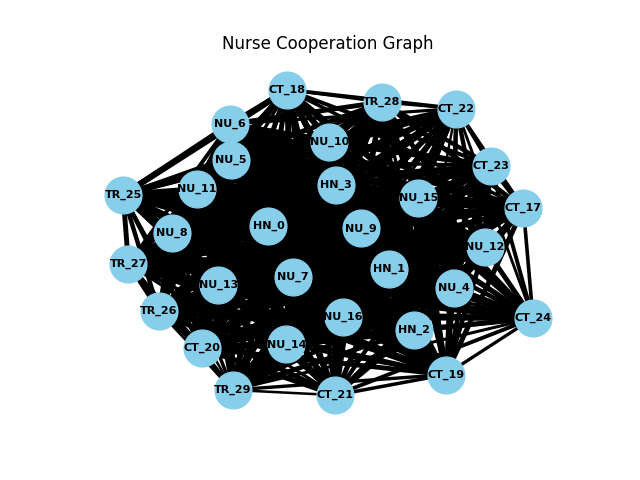 Nurse Cooperation Graph
CT_18
TR_28
CT_22
NU_6
NU_10
NU_5
CT_23
HN_3
NU_11
TR_25
NU_15
CT_17
HN_0
NU_9
NU_8
NU_12
TR_27
HN_1
NU_7
NU_13
NU_4
TR_26
NU_16
CT_24
HN_2
NU_14
CT_20
CT_19
TR_29
CT_21